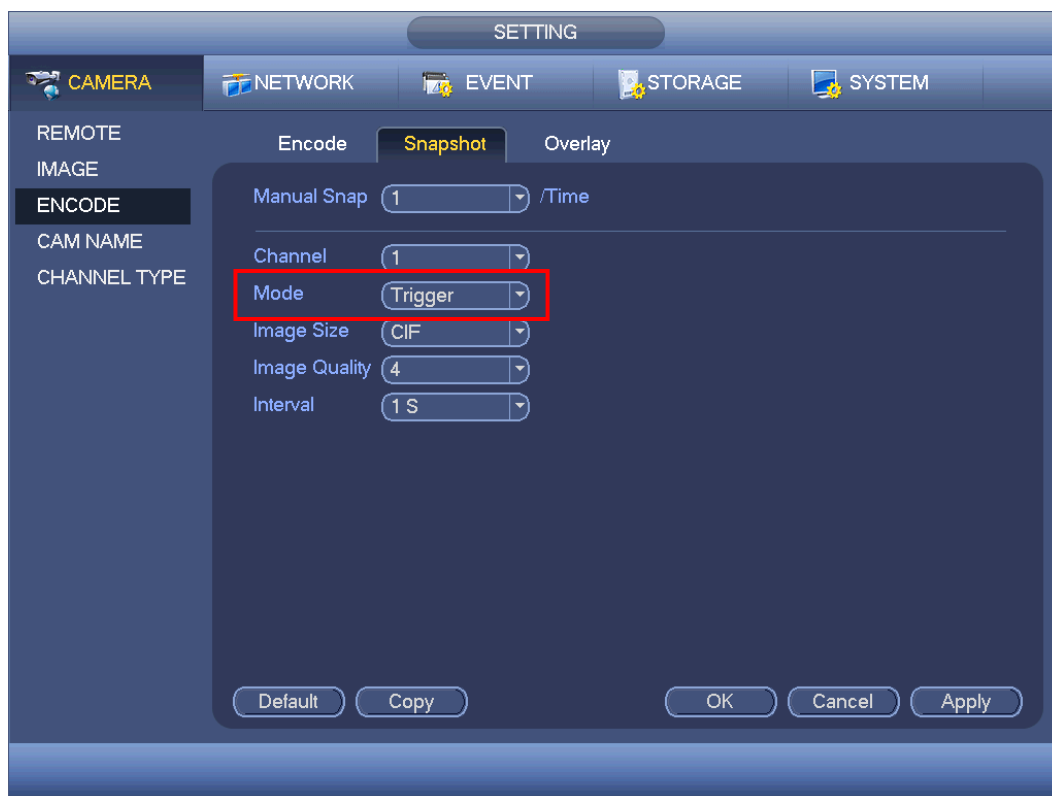 SETTING
CAMERA NETWORK EVENT STORAGE SYSTEM
REMOTE
IMAGE
ENCODE
CAM NAME
CHANNEL TYPE
Encode Snapshot Overlay
Manual Snap 1 /Time
Channel 1
Mode Trigger
Image Size CIF
Image Quality 4
Interval 1 S
Default Copy OK Cancel Apply